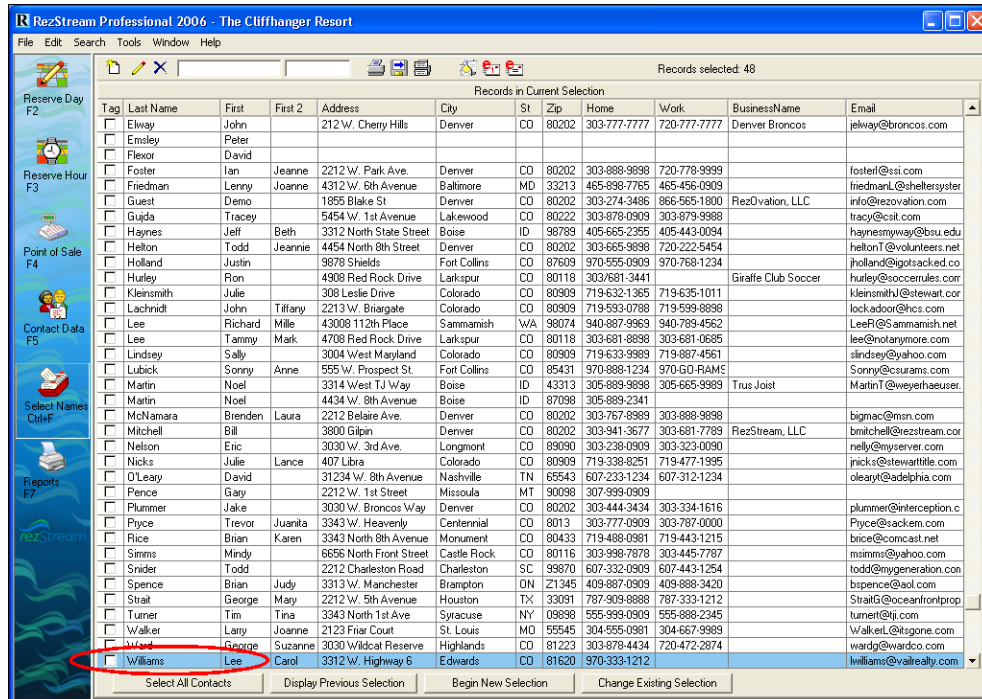 RezStream Professional 2006 - The Cliffhanger Resort
File Edit Search Tools Window Help
Records selected: 48
Reserve Day
F2
Reserve Hour
F3
Point of Sale
F4
Contact Data
F5
Select Names
Ctrl+F
Reports
F7
rezStream
Records in Current Selection
Tag Last Name First First 2 Address City St Zip Home Work BusinessName Email
Elway John 212 W. Cherry Hills Denver CO 80202 303-777-7777 720-777-7777 Denver Broncos jelway@broncos.com
Emsley Peter
Flexor David
Foster Ian Jeanne 2212 W. Park Ave. Denver CO 80202 303-888-9898 720-778-9999 fosterI@ssi.com
Friedman Lenny Joanne 4312 W. 6th Avenue Baltimore MD 33213 465-898-7765 465-456-0909 friedmanL@sheltersyster
Guest Demo 1855 Blake St Denver CO 80202 303-274-3486 866-565-1800 RezOvation, LLC info@rezovation.com
Gujda Tracey 5454 W. 1st Avenue Lakewood CO 80222 303-878-0909 303-879-9988 tracy@csit.com
Haynes Jeff Beth 3312 North State Street Boise ID 98789 405-665-2355 405-443-0094 haynesmyway@bsu.edu
Helton Todd Jeannie 4454 North 8th Street Denver CO 80202 303-665-9898 720-222-5454 heltonT@volunteers.net
Holland Justin 9878 Shields Fort Collins CO 87609 970-555-0909 970-768-1234 jholland@igotsacked.co
Hurley Ron 4908 Red Rock Drive Larkspur CO 80118 303/681-3441 Giraffe Club Soccer hurley@soccerrules.com
Kleinsmith Julie 308 Leslie Drive Colorado CO 80909 719-632-1365 719-635-1011 kleinsmithJ@stewart.cor
Lachnidt John Tiffany 2213 W. Briargate Colorado CO 80909 719-593-0788 719-599-8898 lockadoor@hcs.com
Lee Richard Mille 43008 112th Place Sammamish WA 98074 940-887-9969 940-789-4562 LeeR@Sammamish.net
Lee Tammy Mark 4708 Red Rock Drive Larkspur CO 80118 303-681-8898 303-681-0685 lee@notanymore.com
Lindsey Sally 3004 West Maryland Colorado CO 80909 719-633-9989 719-887-4561 slindsey@yahoo.com
Lubick Sonny Anne 555 W. Prospect St. Fort Collins CO 85431 970-888-1234 970-GO-RAMS Sonny@csurams.com
Martin Noel 3314 West TJ Way Boise ID 43313 305-889-9898 305-665-9989 Trus Joist MartinT@weyerhaeuser.
Martin Noel 4434 W. 8th Avenue Boise ID 87098 305-889-2341
McNamara Brenden Laura 2212 Belaire Ave. Denver CO 80202 303-767-8989 303-888-9898 bigmac@msn.com
Mitchell Bill 3800 Gilpin Denver CO 80202 303-941-3677 303-681-7789 RezStream, LLC bmitchell@rezstream.cor
Nelson Eric 3030 W. 3rd Ave. Longmont CO 89090 303-238-0909 303-323-0090 nelly@myserver.com
Nicks Julie Lance 407 Libra Colorado CO 80909 719-338-8251 719-477-1995 jnicks@stewarttitle.com
O'Leary David 31234 W. 8th Avenue Nashville TN 65543 607-233-1234 607-312-1234 olearyt@adelphia.com
Pence Gary 2212 W. 1st Street Missoula MT 90098 307-999-0909
Plummer Jake 3030 W. Broncos Way Denver CO 80202 303-444-3434 303-334-1616 plummer@interception.c
Pryce Trevor Juanita 3343 W. Heavenly Centennial CO 8013 303-777-0909 303-787-0000 Pryce@sackem.com
Rice Brian Karen 3343 North 8th Avenue Monument CO 80433 719-488-0981 719-443-1215 brice@comcast.net
Simms Mindy 6656 North Front Street Castle Rock CO 80116 303-998-7878 303-445-7787 msimms@yahoo.com
Snider Todd 2212 Charleston Road Charleston SC 99870 607-332-0909 607-443-1254 todd@mygeneration.con
Spence Brian Judy 3313 W. Manchester Brampton ON Z1345 409-887-0909 409-888-3420 bspence@aol.com
Strait George Mary 2212 W. 5th Avenue Houston TX 33091 787-909-8888 787-333-1212 StraitG@oceanfrontprop
Turner Tim Tina 3343 North 1st Ave Syracuse NY 09898 555-999-0909 555-888-2345 turnert@tji.com
Walker Larry Joanne 2123 Friar Court St. Louis MO 55545 304-555-0981 304-667-9989 WalkerL@itsgone.com
Ward George Suzanne 3030 Wildcat Reserve Highlands CO 81223 303-878-4434 720-472-2874 wardg@wardco.com
Williams Lee Carol 3312 W. Highway 6 Edwards CO 81620 970-333-1212 lwilliams@vailrealty.com
Select All Contacts Display Previous Selection Begin New Selection Change Existing Selection